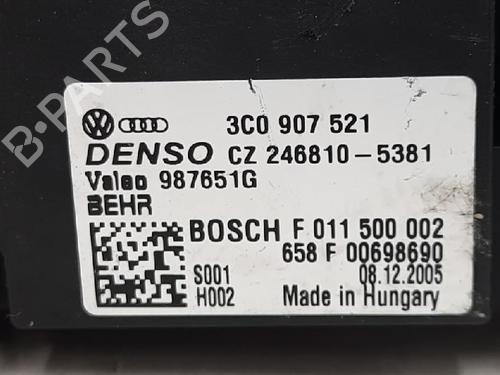 B-PARTS
3C0 907 521
DENSO CZ 246810-5381
Valeo 987651G
BEHR
BOSCH F 011 500 002
658 F 00698690
S001 08.12.2005
H002 Made in Hungary